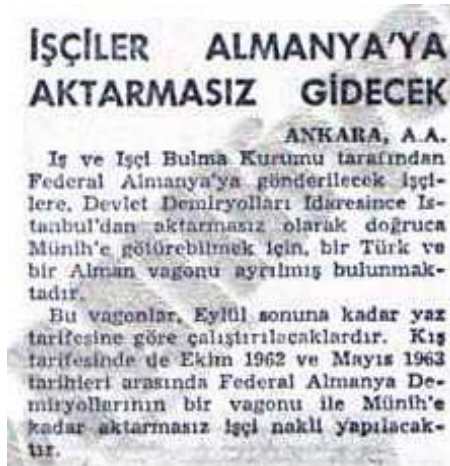 İŞÇİLER ALMANYA'YA
AKTARMASIZ GİDECEK
ANKARA, A.A.
İş ve İşçi Bulma Kurumu tarafından
Federal Almanya'ya gönderilecek işçi-
lere, Devlet Demiryolları İdaresince İs-
tanbul'dan aktarmasız olarak doğruca
Münih'e götürebilmek için, bir Türk ve
bir Alman vagonu ayrılmış bulunmak-
tadır.
Bu vagonlar, Eylül sonuna kadar yaz
tarifesine göre çalıştırılacaklardır. Kış
tarifesinde de Ekim 1962 ve Mayıs 1963
tarihleri arasında Federal Almanya De-
miryollarının bir vagonu ile Münih'e
kadar aktarmasız işçi nakli yapılacak-
tır.